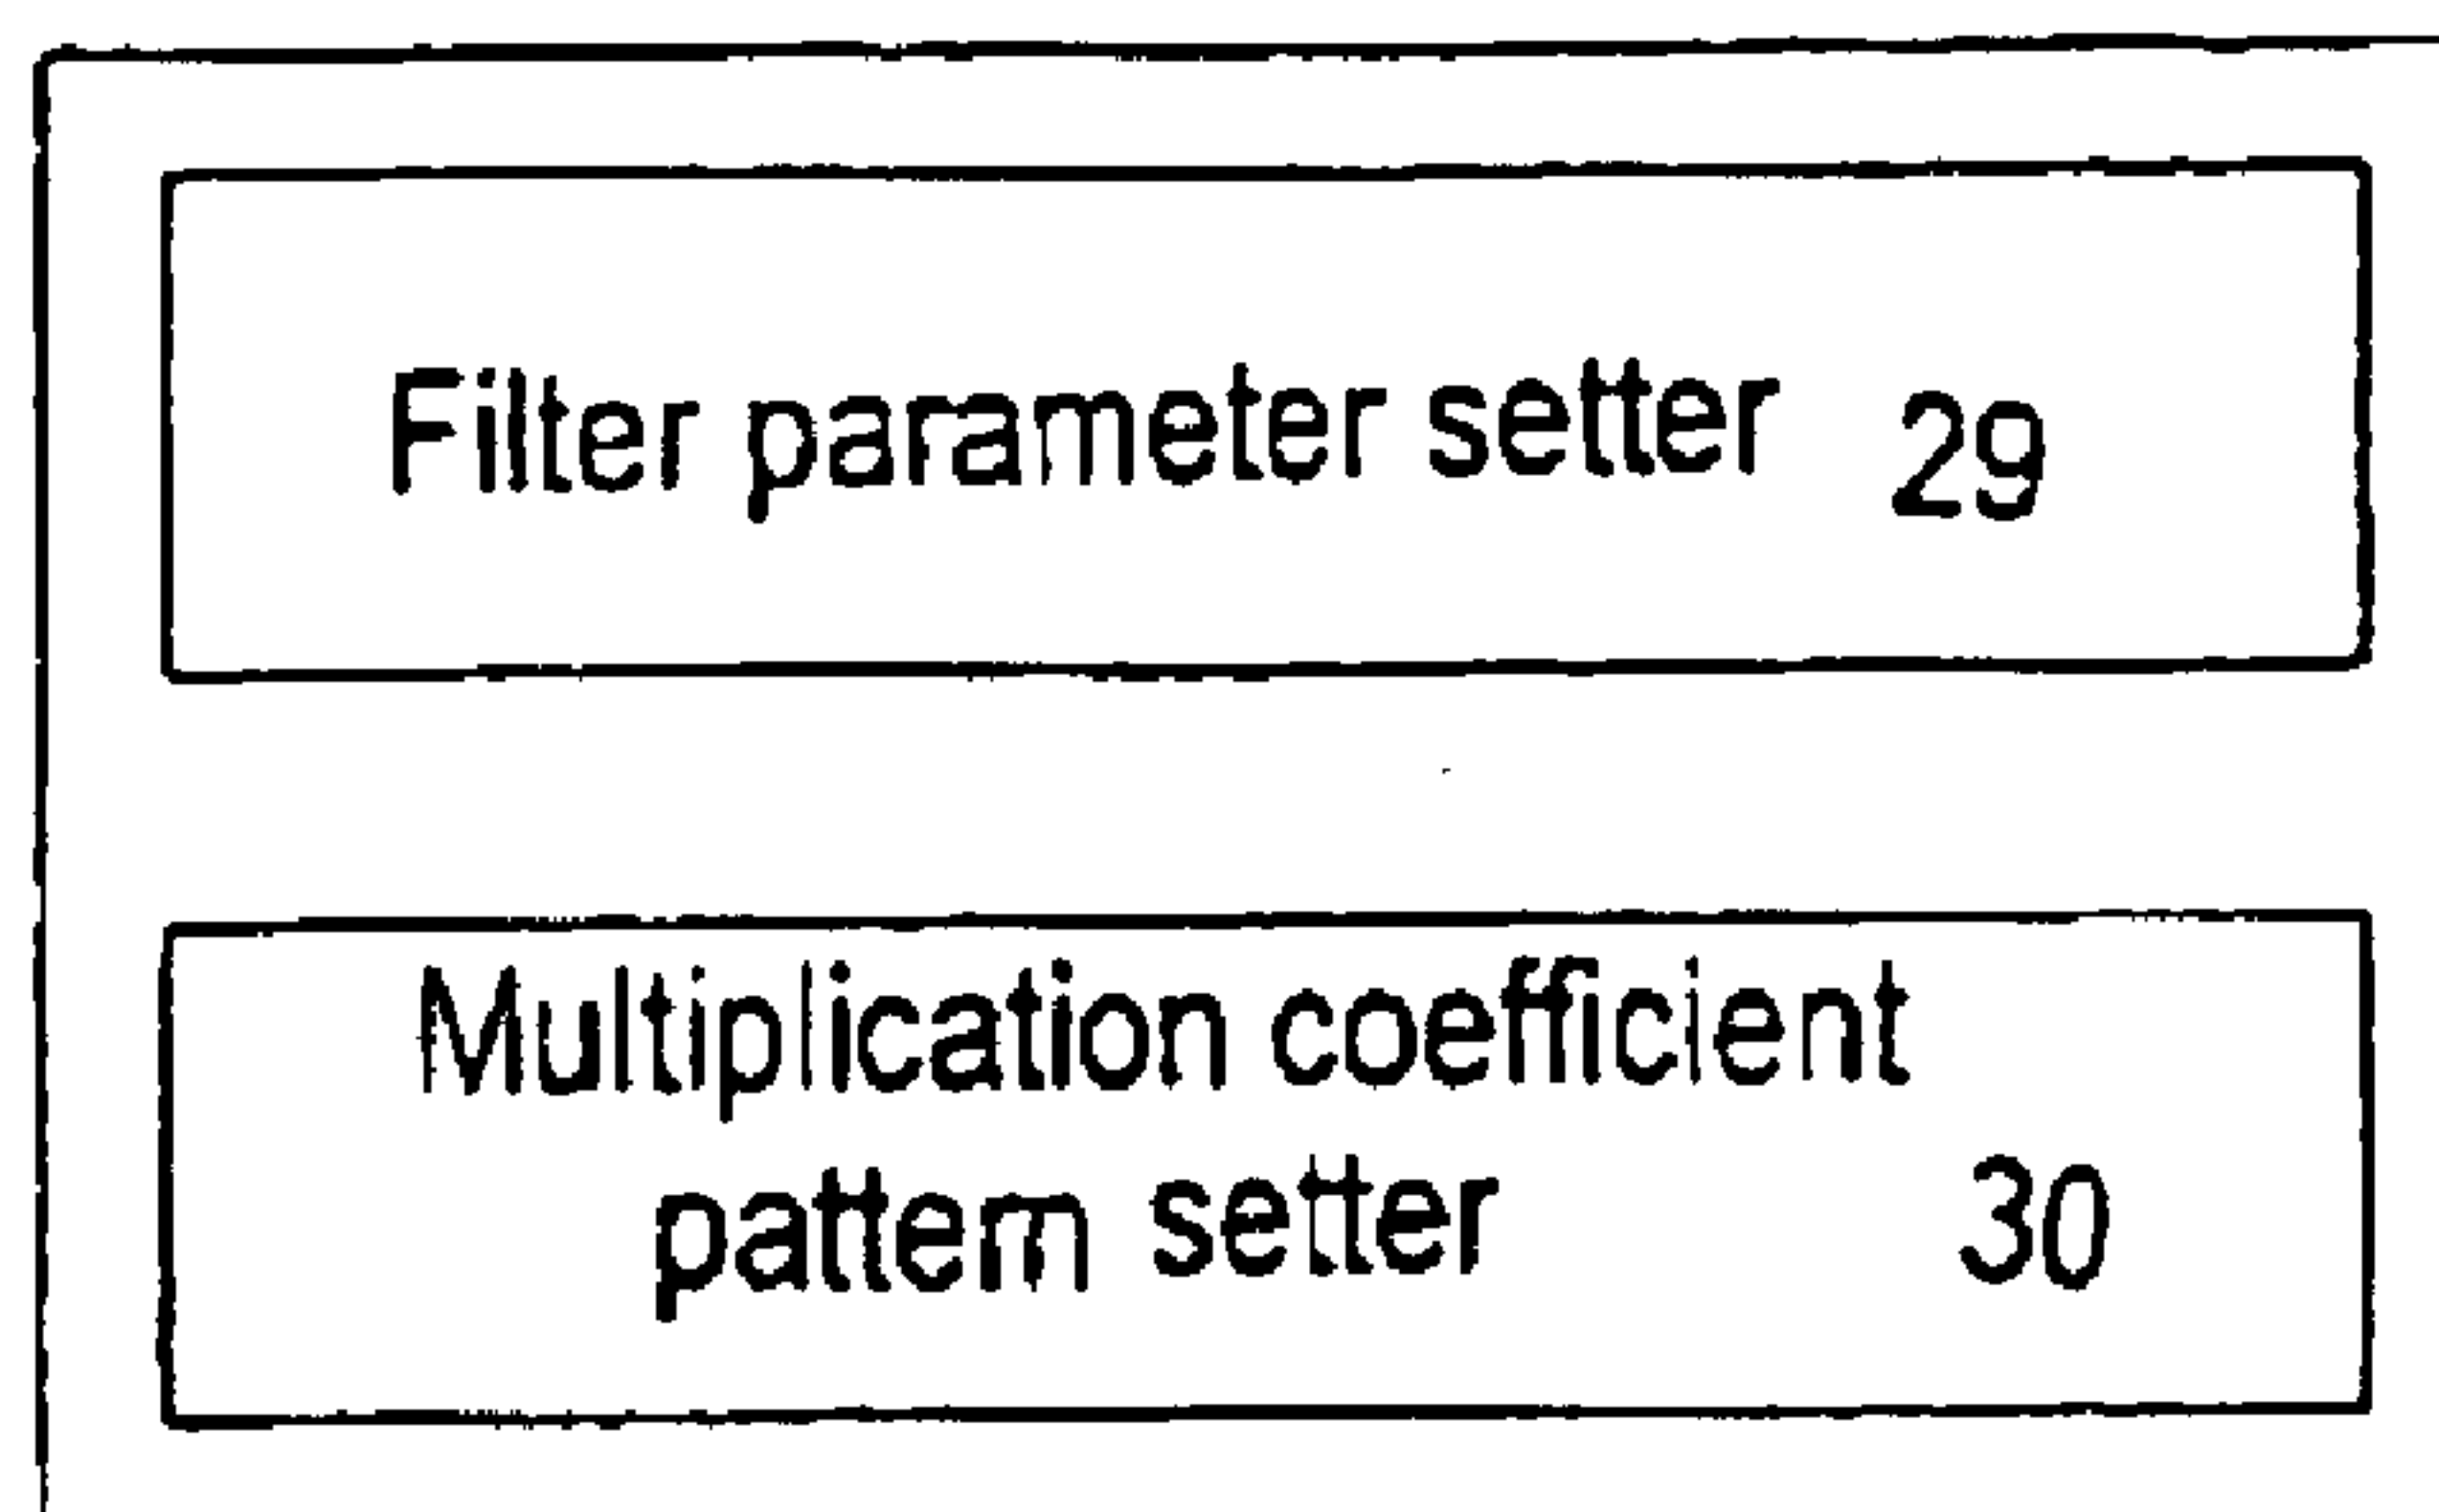 Filter parameter setter 29
Multiplication coefficient
pattern setter 30